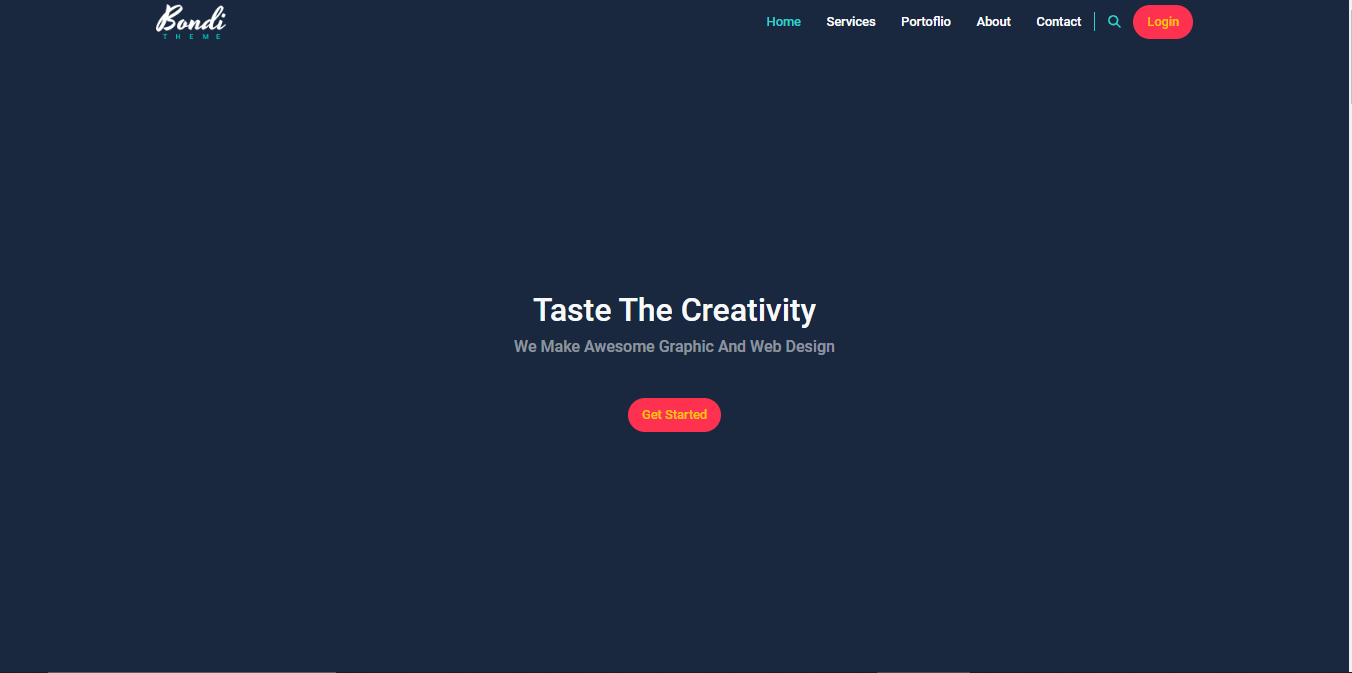 Bondi
THEME
Home Services Portoflio About Contact Login
Taste The Creativity
We Make Awesome Graphic And Web Design
Get Started